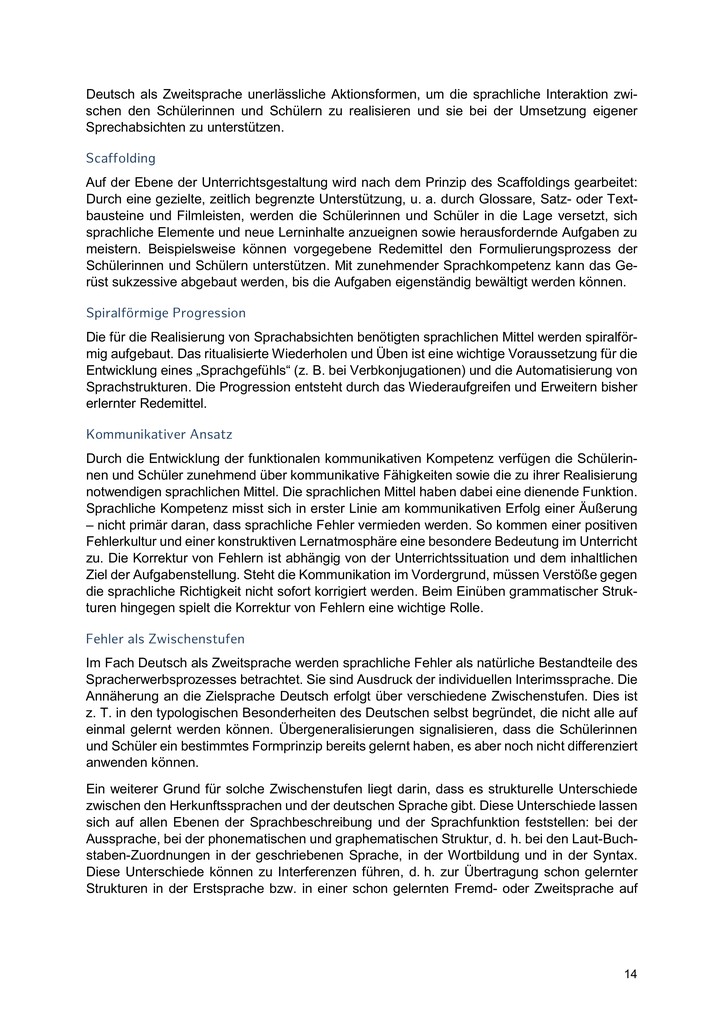 Deutsch als Zweitsprache unerlässliche Aktionsformen, um die sprachliche Interaktion zwi-
schen den Schülerinnen und Schülern zu realisieren und sie bei der Umsetzung eigener
Sprechabsichten zu unterstützen.
Scaffolding
Auf der Ebene der Unterrichtsgestaltung wird nach dem Prinzip des Scaffoldings gearbeitet:
Durch eine gezielte, zeitlich begrenzte Unterstützung, u. a. durch Glossare, Satz- oder Text-
bausteine und Filmleisten, werden die Schülerinnen und Schüler in die Lage versetzt, sich
sprachliche Elemente und neue Lerninhalte anzueignen sowie herausfordernde Aufgaben zu
meistern. Beispielsweise können vorgegebene Redemittel den Formulierungsprozess der
Schülerinnen und Schülern unterstützen. Mit zunehmender Sprachkompetenz kann das Ge-
rüst sukzessive abgebaut werden, bis die Aufgaben eigenständig bewältigt werden können.
Spiralförmige Progression
Die für die Realisierung von Sprachabsichten benötigten sprachlichen Mittel werden spiralför-
mig aufgebaut. Das ritualisierte Wiederholen und Üben ist eine wichtige Voraussetzung für die
Entwicklung eines „Sprachgefühls“ (z. B. bei Verbkonjugationen) und die Automatisierung von
Sprachstrukturen. Die Progression entsteht durch das Wiederaufgreifen und Erweitern bisher
erlernter Redemittel.
Kommunikativer Ansatz
Durch die Entwicklung der funktionalen kommunikativen Kompetenz verfügen die Schülerin-
nen und Schüler zunehmend über kommunikative Fähigkeiten sowie die zu ihrer Realisierung
notwendigen sprachlichen Mittel. Die sprachlichen Mittel haben dabei eine dienende Funktion.
Sprachliche Kompetenz misst sich in erster Linie am kommunikativen Erfolg einer Äußerung
– nicht primär daran, dass sprachliche Fehler vermieden werden. So kommen einer positiven
Fehlerkultur und einer konstruktiven Lernatmosphäre eine besondere Bedeutung im Unterricht
zu. Die Korrektur von Fehlern ist abhängig von der Unterrichtssituation und dem inhaltlichen
Ziel der Aufgabenstellung. Steht die Kommunikation im Vordergrund, müssen Verstöße gegen
die sprachliche Richtigkeit nicht sofort korrigiert werden. Beim Einüben grammatischer Struk-
turen hingegen spielt die Korrektur von Fehlern eine wichtige Rolle.
Fehler als Zwischenstufen
Im Fach Deutsch als Zweitsprache werden sprachliche Fehler als natürliche Bestandteile des
Spracherwerbsprozesses betrachtet. Sie sind Ausdruck der individuellen Interimssprache. Die
Annäherung an die Zielsprache Deutsch erfolgt über verschiedene Zwischenstufen. Dies ist
z. T. in den typologischen Besonderheiten des Deutschen selbst begründet, die nicht alle auf
einmal gelernt werden können. Übergeneralisierungen signalisieren, dass die Schülerinnen
und Schüler ein bestimmtes Formprinzip bereits gelernt haben, es aber noch nicht differenziert
anwenden können.
Ein weiterer Grund für solche Zwischenstufen liegt darin, dass es strukturelle Unterschiede
zwischen den Herkunftssprachen und der deutschen Sprache gibt. Diese Unterschiede lassen
sich auf allen Ebenen der Sprachbeschreibung und der Sprachfunktion feststellen: bei der
Aussprache, bei der phonematischen und graphematischen Struktur, d. h. bei den Laut-Buch-
staben-Zuordnungen in der geschriebenen Sprache, in der Wortbildung und in der Syntax.
Diese Unterschiede können zu Interferenzen führen, d. h. zur Übertragung schon gelernter
Strukturen in der Erstsprache bzw. in einer schon gelernten Fremd- oder Zweitsprache auf
14